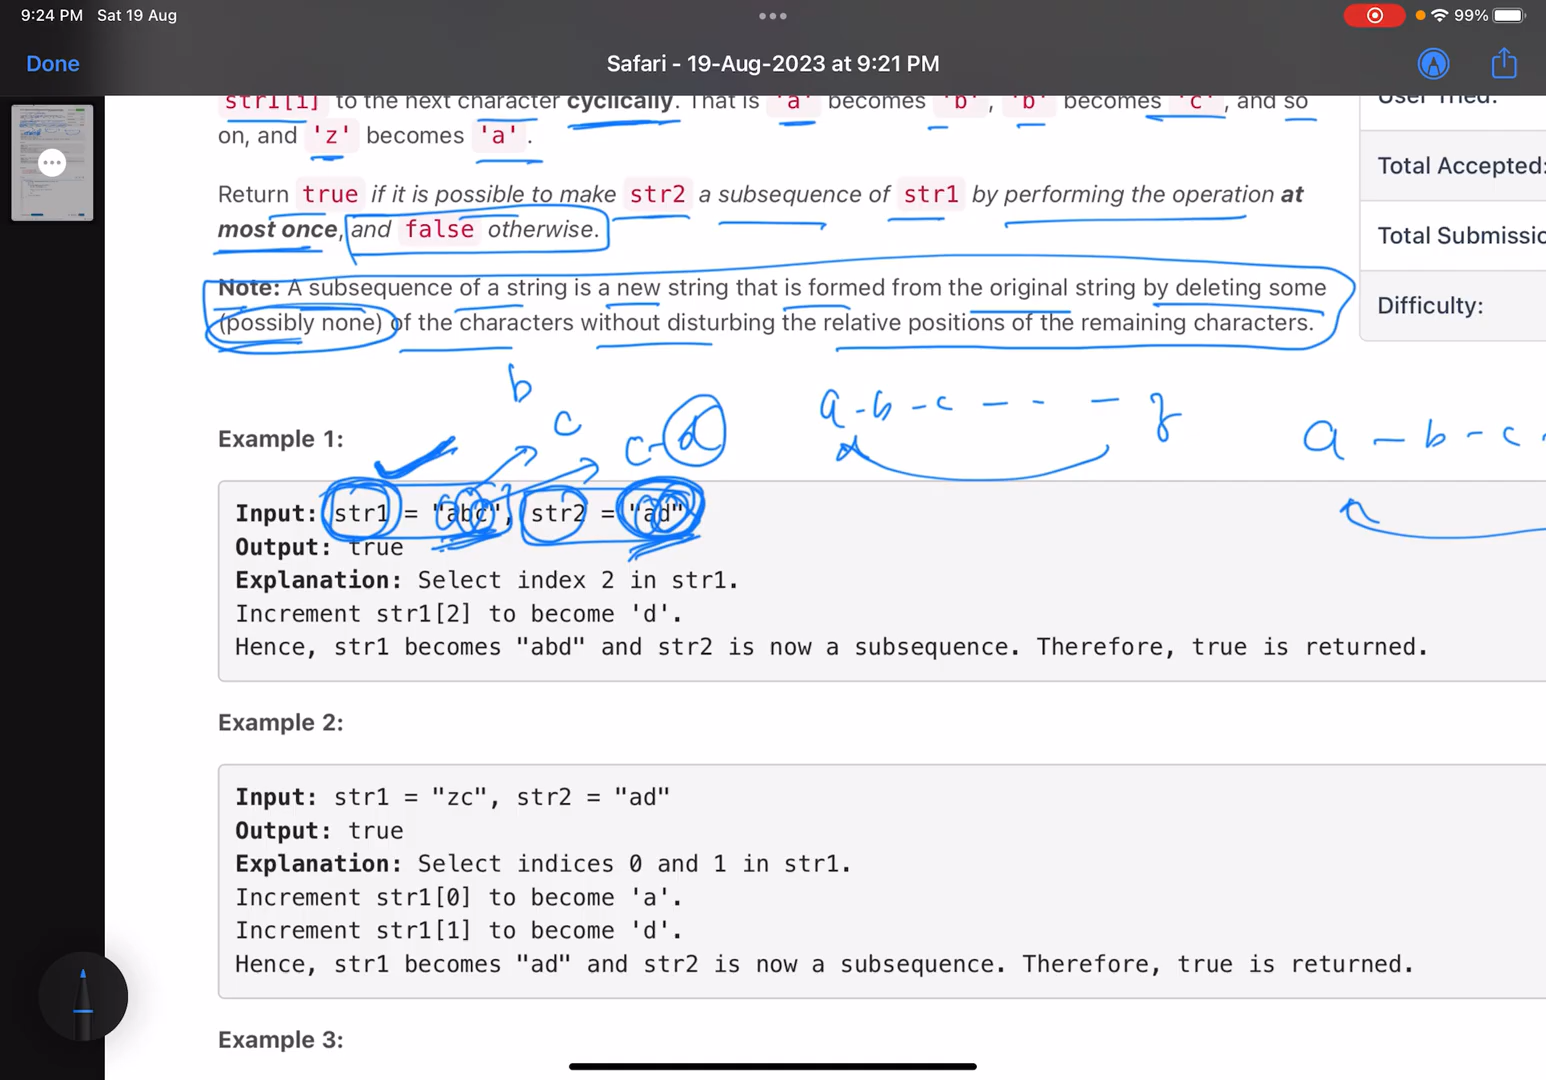 9:24 PM Sat 19 Aug
99%
Done
Safari - 19-Aug-2023 at 9:21 PM
str1[i] to the next character cyclically. That is 'a' becomes 'b', 'b' becomes 'c', and so
on, and 'z' becomes 'a'.
Return true if it is possible to make str2 a subsequence of str1 by performing the operation at
most once, and false otherwise.
Note: A subsequence of a string is a new string that is formed from the original string by deleting some
(possibly none) of the characters without disturbing the relative positions of the remaining characters.
User Tried:
Total Accepted:
Total Submissio
Difficulty:
b
c
c-d
a-b-c - - - z
a - b - c -
Example 1:
Input: str1 = "abc", str2 = "ad"
Output: true
Explanation: Select index 2 in str1.
Increment str1[2] to become 'd'.
Hence, str1 becomes "abd" and str2 is now a subsequence. Therefore, true is returned.
Example 2:
Input: str1 = "zc", str2 = "ad"
Output: true
Explanation: Select indices 0 and 1 in str1.
Increment str1[0] to become 'a'.
Increment str1[1] to become 'd'.
Hence, str1 becomes "ad" and str2 is now a subsequence. Therefore, true is returned.
Example 3: